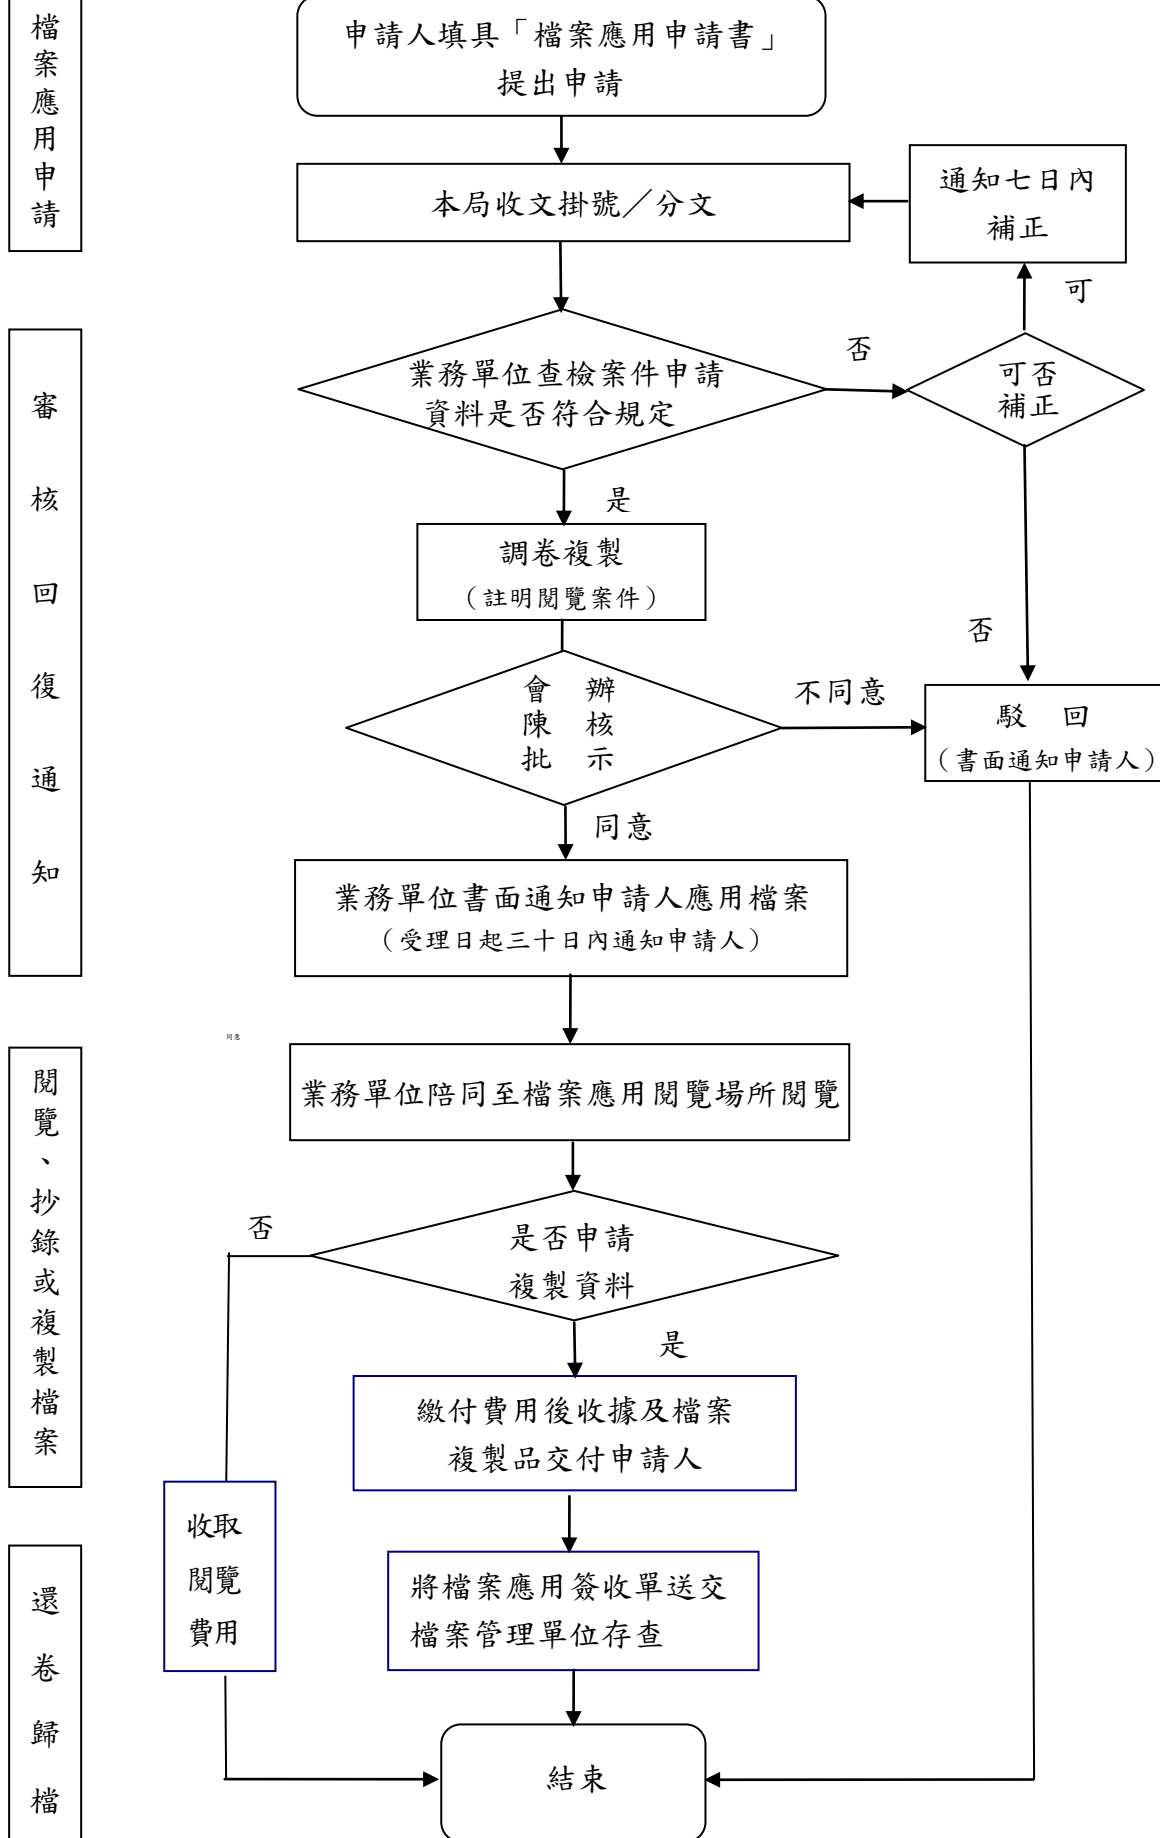 檔案應用申請
申請人填具「檔案應用申請書」
提出申請
本局收文掛號／分文
通知七日內
補正
可
審核回復通知
業務單位查檢案件申請
資料是否符合規定
否
可否
補正
是
調卷複製
（註明閱覽案件）
否
會辦
陳核
批示
不同意
駁回
（書面通知申請人）
同意
業務單位書面通知申請人應用檔案
（受理日起三十日內通知申請人）
同意
閱覽、抄錄或複製檔案
業務單位陪同至檔案應用閱覽場所閱覽
否
是否申請
複製資料
是
繳付費用後收據及檔案
複製品交付申請人
收取
閱覽
費用
還卷歸檔
將檔案應用簽收單送交
檔案管理單位存查
結束